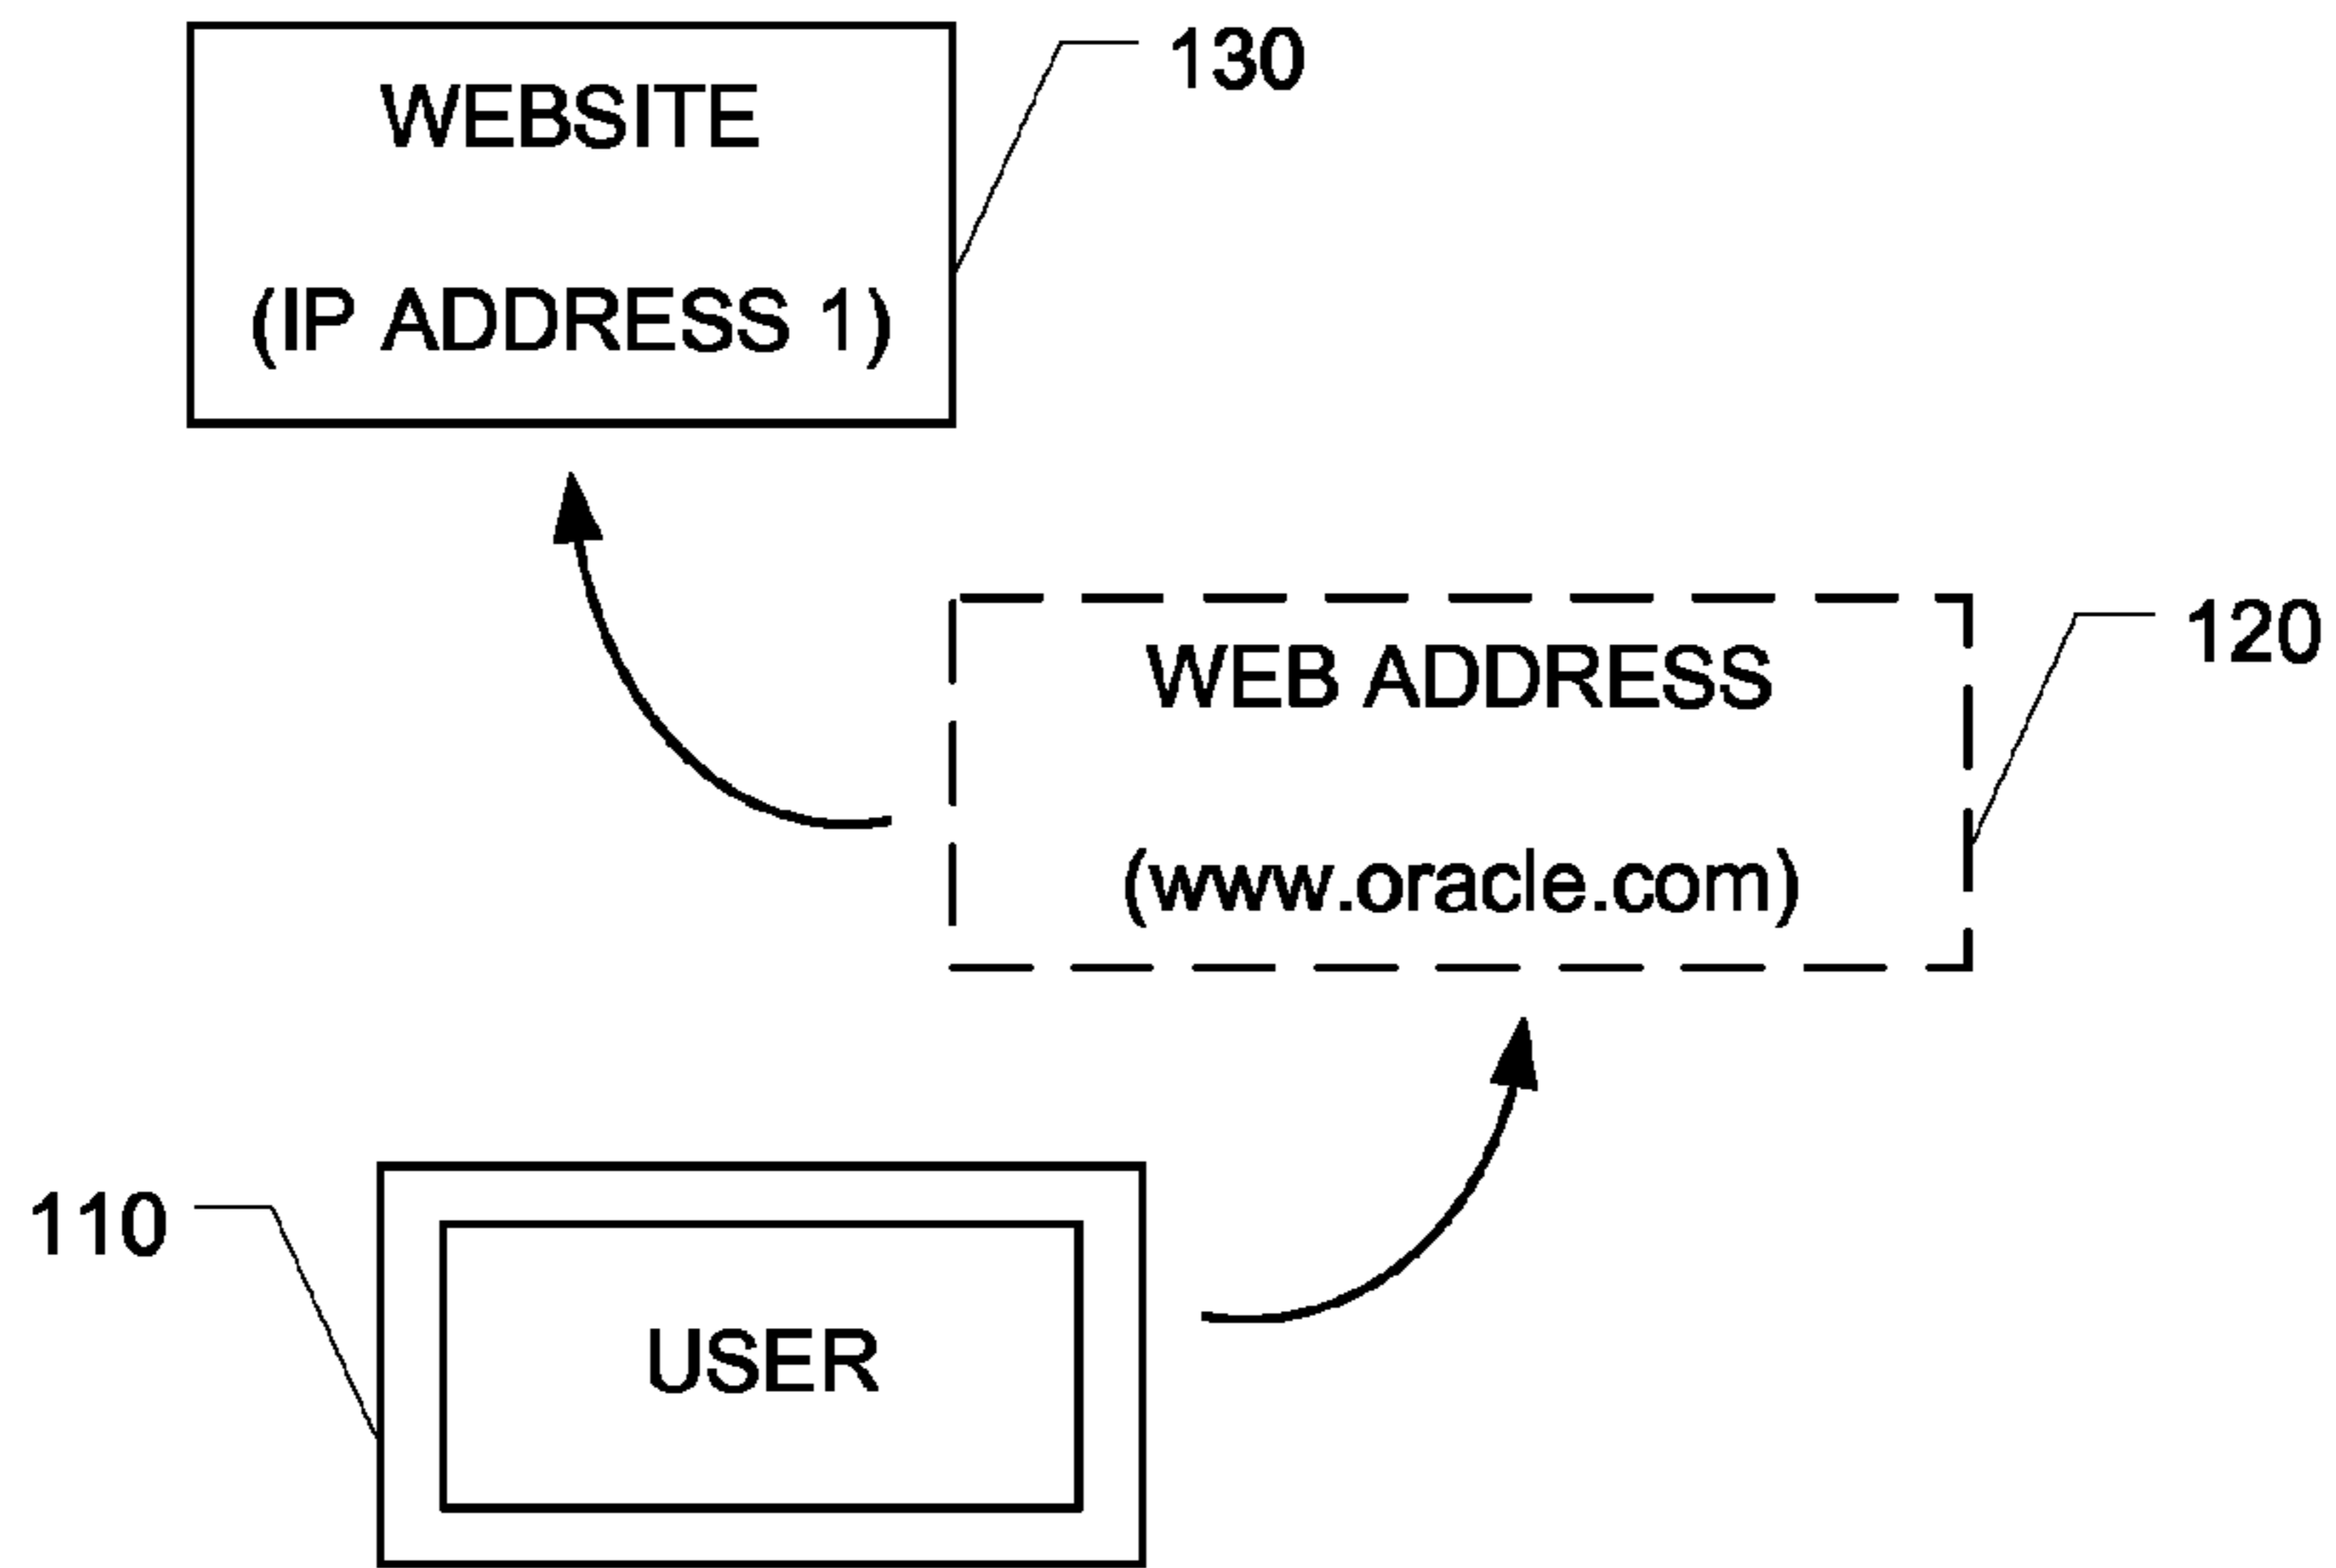 WEBSITE
(IP ADDRESS 1)
130
WEB ADDRESS
(www.oracle.com)
120
110
USER